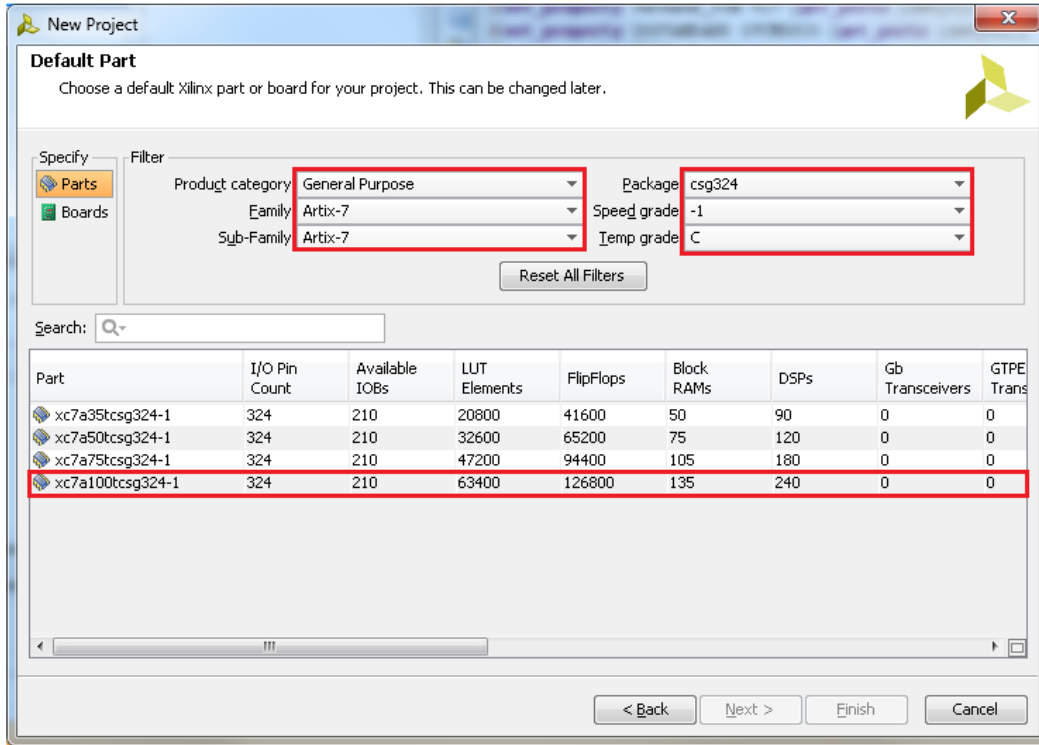 New Project
Default Part
Choose a default Xilinx part or board for your project. This can be changed later.
Specify
Parts
Boards
Filter
Product category General Purpose Package csg324
Family Artix-7 Speed grade -1
Sub-Family Artix-7 Temp grade C
Reset All Filters
Search:
Part I/O Pin Count Available IOBs LUT Elements FlipFlops Block RAMs DSPs Gb Transceivers GTPE Trans
xc7a35tcsg324-1 324 210 20800 41600 50 90 0 0
xc7a50tcsg324-1 324 210 32600 65200 75 120 0 0
xc7a75tcsg324-1 324 210 47200 94400 105 180 0 0
xc7a100tcsg324-1 324 210 63400 126800 135 240 0 0
< Back Next > Finish Cancel